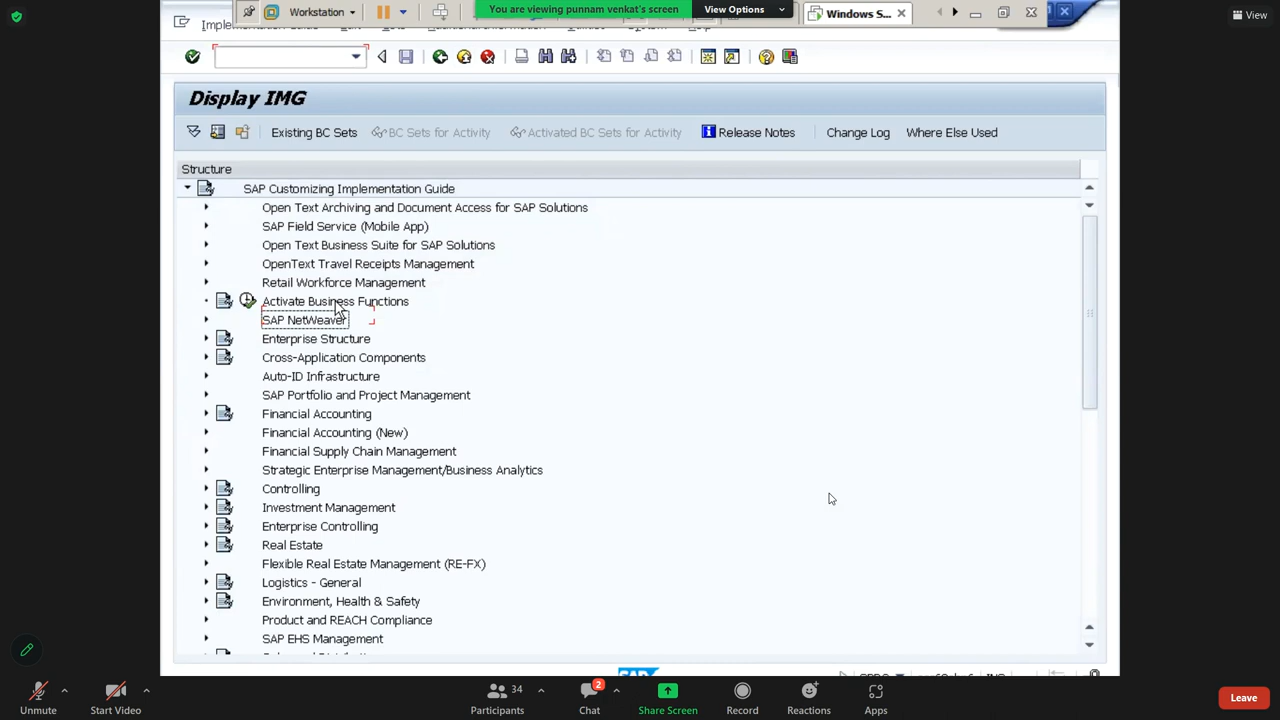 Workstation
You are viewing punnam venkat's screen
View Options
Windows S...
View
Display IMG
Existing BC Sets
BC Sets for Activity
Activated BC Sets for Activity
Release Notes
Change Log
Where Else Used
Structure
SAP Customizing Implementation Guide
Open Text Archiving and Document Access for SAP Solutions
SAP Field Service (Mobile App)
Open Text Business Suite for SAP Solutions
OpenText Travel Receipts Management
Retail Workforce Management
Activate Business Functions
SAP NetWeaver
Enterprise Structure
Cross-Application Components
Auto-ID Infrastructure
SAP Portfolio and Project Management
Financial Accounting
Financial Accounting (New)
Financial Supply Chain Management
Strategic Enterprise Management/Business Analytics
Controlling
Investment Management
Enterprise Controlling
Real Estate
Flexible Real Estate Management (RE-FX)
Logistics - General
Environment, Health & Safety
Product and REACH Compliance
SAP EHS Management
SAP
Unmute
Start Video
34
Participants
2
Chat
Share Screen
Record
Reactions
Apps
Leave